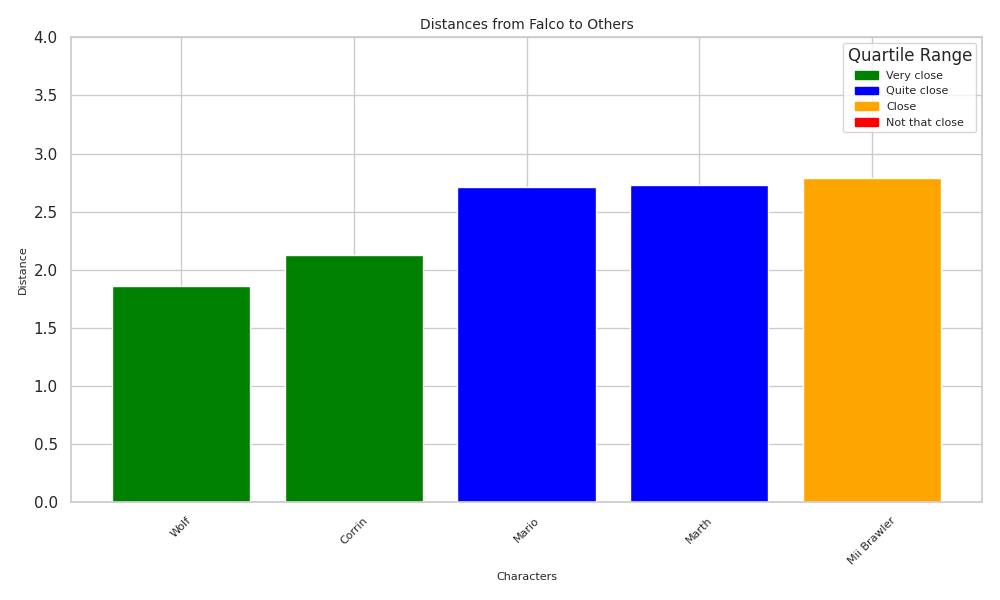 Distances from Falco to Others
4.0
3.5
3.0
2.5
2.0
1.5
1.0
0.5
0.0
Distance
Quartile Range
Very close
Quite close
Close
Not that close
Wolf
Corrin
Mario
Marth
Mii Brawler
Characters